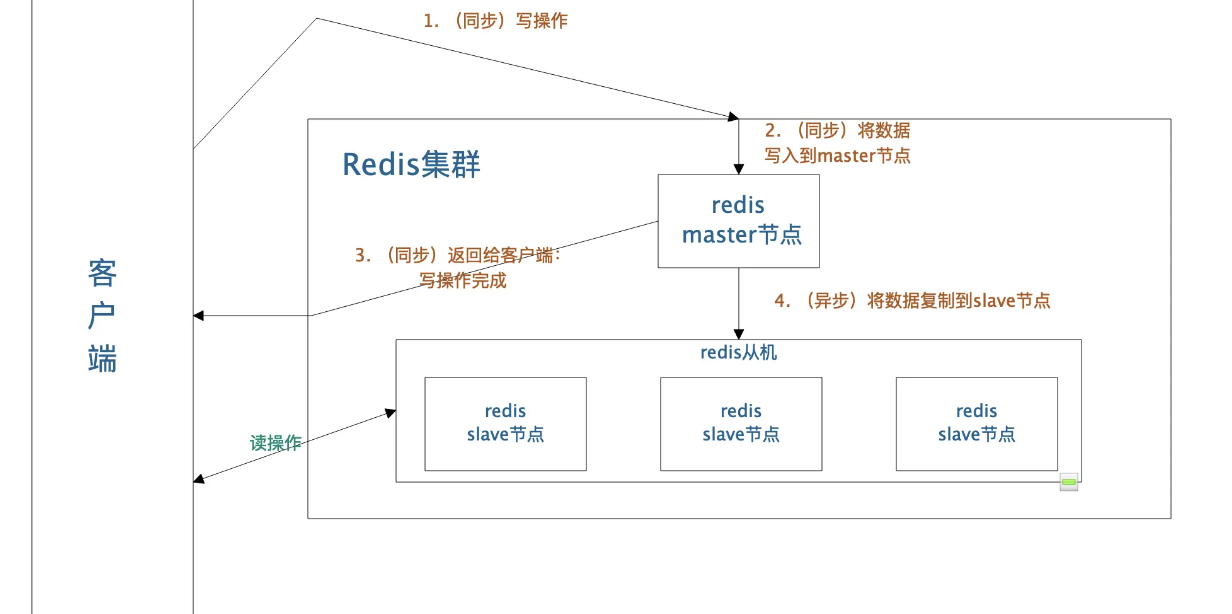 1. （同步）写操作
2. （同步）将数据
写入到master节点
Redis集群
redis
master节点
3. （同步）返回给客户端：
写操作完成
客
户
端
4. （异步）将数据复制到slave节点
redis从机
redis
slave节点
redis
slave节点
redis
slave节点
读操作